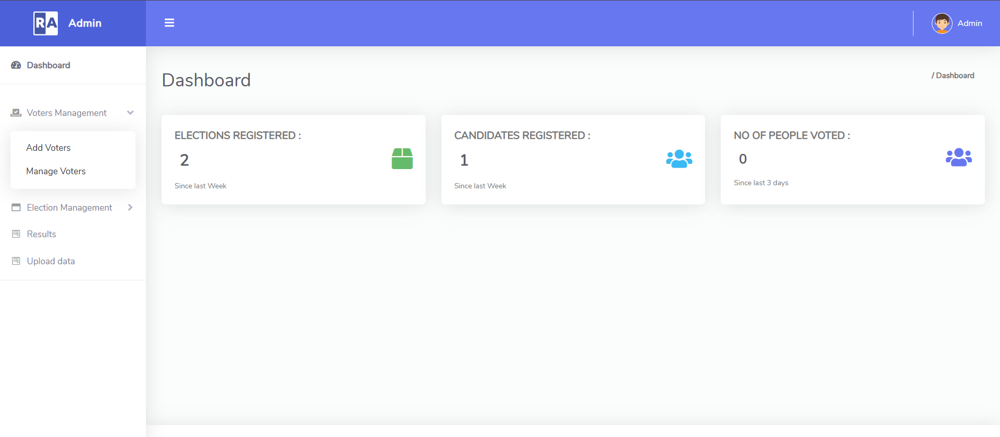 RA Admin
Admin
Dashboard
Voters Management
Add Voters
Manage Voters
Election Management
Results
Upload data
Dashboard
/ Dashboard
ELECTIONS REGISTERED :
2
Since last Week
CANDIDATES REGISTERED :
1
Since last Week
NO OF PEOPLE VOTED :
0
Since last 3 days